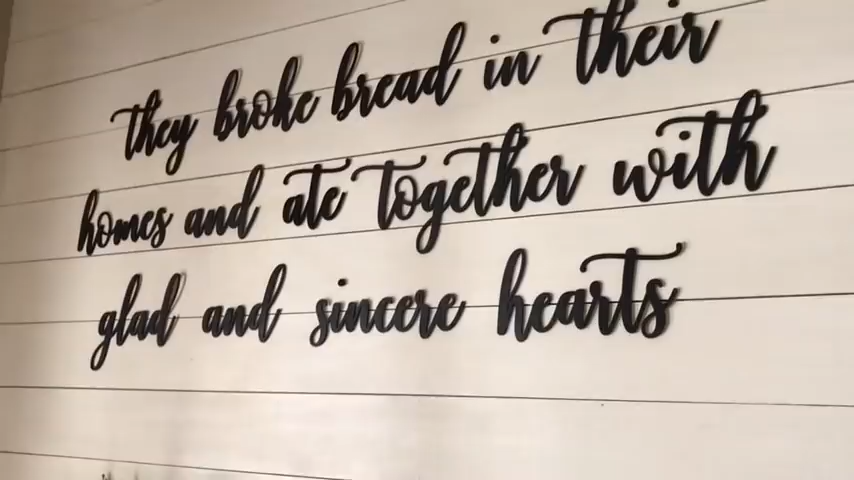 they broke bread in their
homes and ate together with
glad and sincere hearts